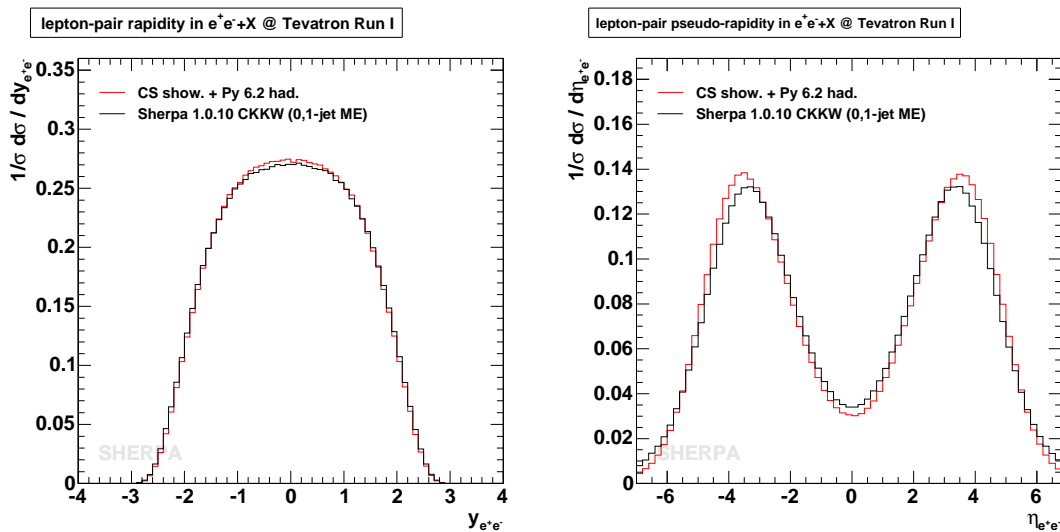 lepton-pair rapidity in e⁺e⁻+X @ Tevatron Run I
1/σ dσ / dy_e⁺e⁻
0.35
0.3
0.25
0.2
0.15
0.1
0.05
0
CS show. + Py 6.2 had.
Sherpa 1.0.10 CKKW (0,1-jet ME)
SHERPA
-4 -3 -2 -1 0 1 2 3 4
y_e⁺e⁻
lepton-pair pseudo-rapidity in e⁺e⁻+X @ Tevatron Run I
1/σ dσ / dη_e⁺e⁻
0.18
0.16
0.14
0.12
0.1
0.08
0.06
0.04
0.02
0
CS show. + Py 6.2 had.
Sherpa 1.0.10 CKKW (0,1-jet ME)
SHERPA
-6 -4 -2 0 2 4 6
η_e⁺e⁻